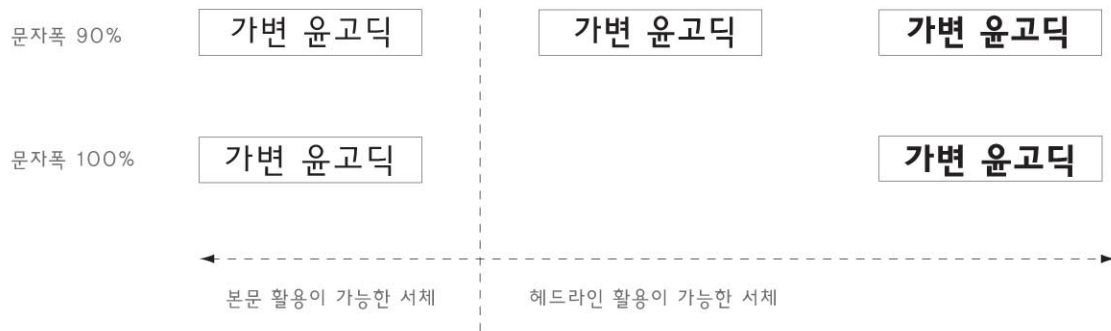 문자폭 90% 가변 윤고딕 가변 윤고딕 가변 윤고딕
문자폭 100% 가변 윤고딕 가변 윤고딕
본문 활용이 가능한 서체 헤드라인 활용이 가능한 서체